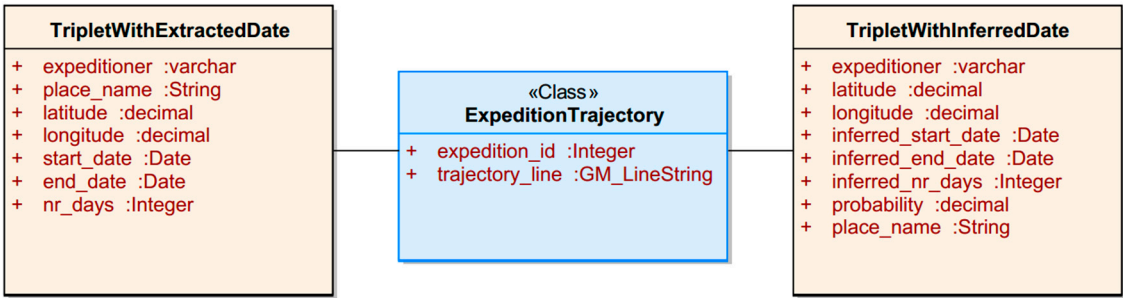 TripletWithExtractedDate
+ expeditioner :varchar
+ place_name :String
+ latitude :decimal
+ longitude :decimal
+ start_date :Date
+ end_date :Date
+ nr_days :Integer
«Class»
ExpeditionTrajectory
+ expedition_id :Integer
+ trajectory_line :GM_LineString
TripletWithInferredDate
+ expeditioner :varchar
+ latitude :decimal
+ longitude :decimal
+ inferred_start_date :Date
+ inferred_end_date :Date
+ inferred_nr_days :Integer
+ probability :decimal
+ place_name :String